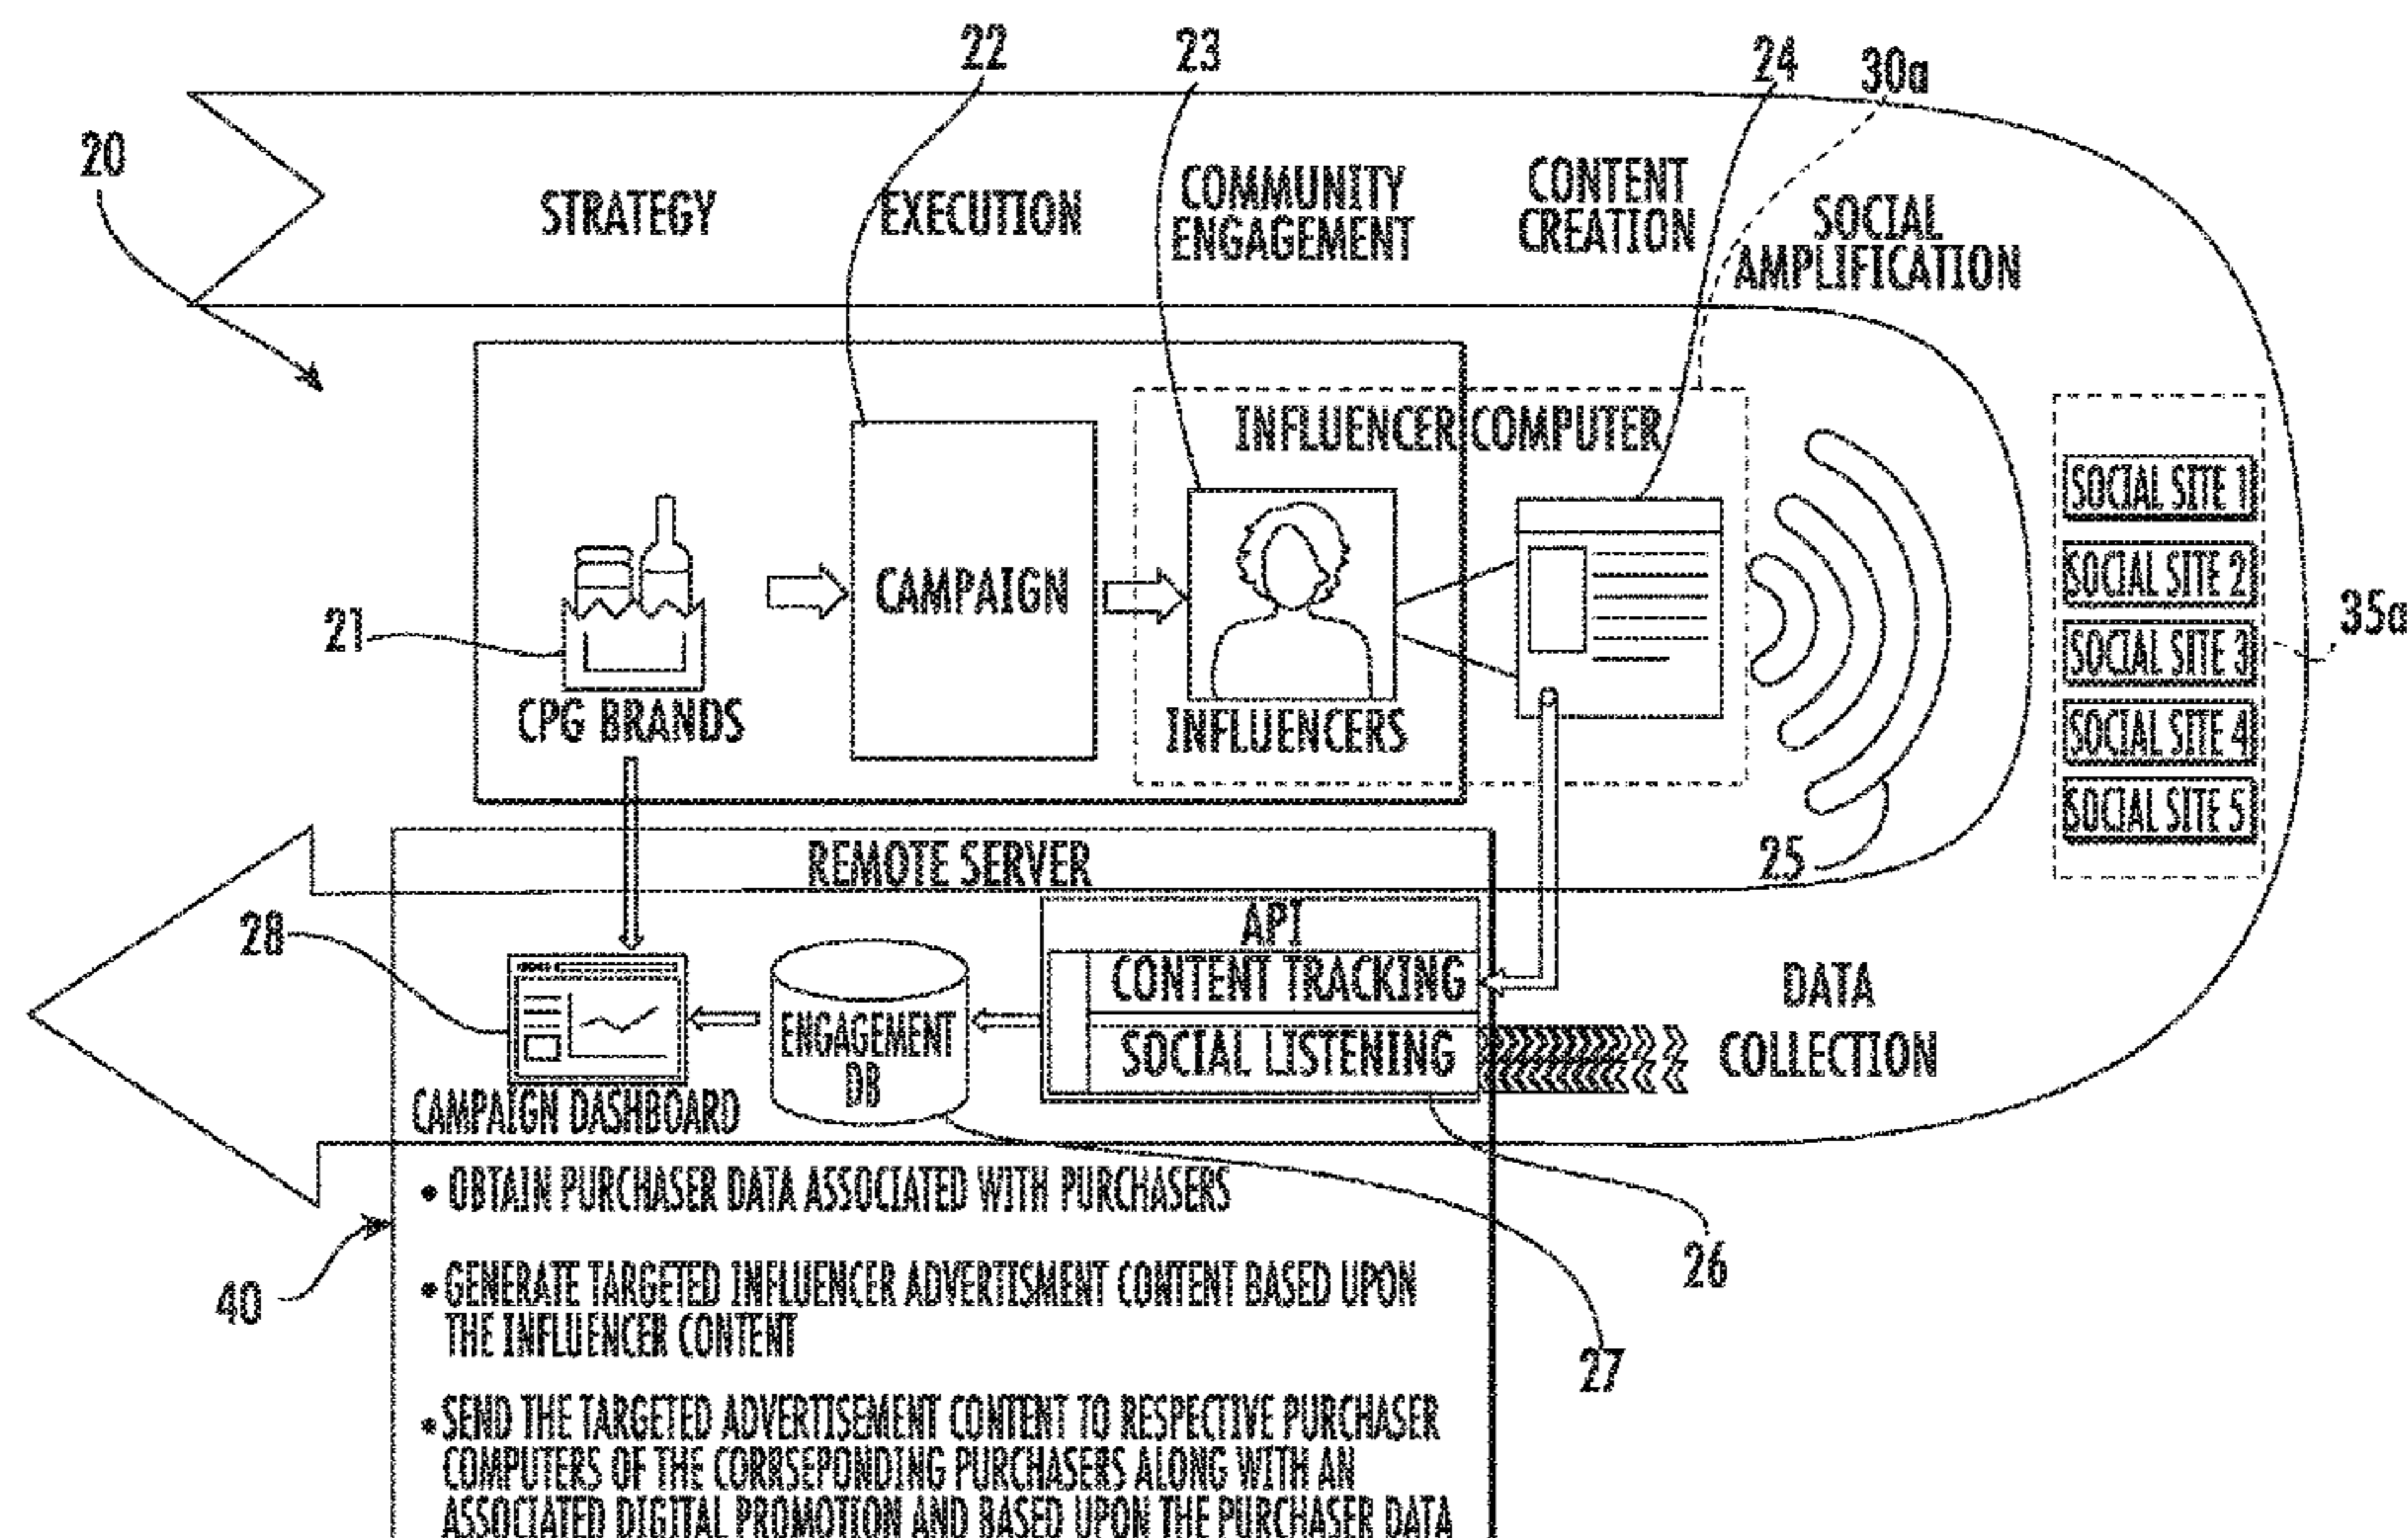 22
23
24
30a
20
STRATEGY
EXECUTION
COMMUNITY
ENGAGEMENT
CONTENT
CREATION
SOCIAL
AMPLIFICATION
INFLUENCER COMPUTER
SOCIAL SITE 1
SOCIAL SITE 2
SOCIAL SITE 3
SOCIAL SITE 4
SOCIAL SITE 5
35a
21
CAMPAIGN
CPG BRANDS
INFLUENCERS
25
REMOTE SERVER
28
API
CONTENT TRACKING
SOCIAL LISTENING
ENGAGEMENT
DB
DATA
COLLECTION
CAMPAIGN DASHBOARD
• OBTAIN PURCHASER DATA ASSOCIATED WITH PURCHASERS
40
26
• GENERATE TARGETED INFLUENCER ADVERTISMENT CONTENT BASED UPON
THE INFLUENCER CONTENT
27
• SEND THE TARGETED ADVERTISEMENT CONTENT TO RESPECTIVE PURCHASER
COMPUTERS OF THE CORRSEPONDING PURCHASERS ALONG WITH AN
ASSOCIATED DIGITAL PROMOTION AND BASED UPON THE PURCHASER DATA